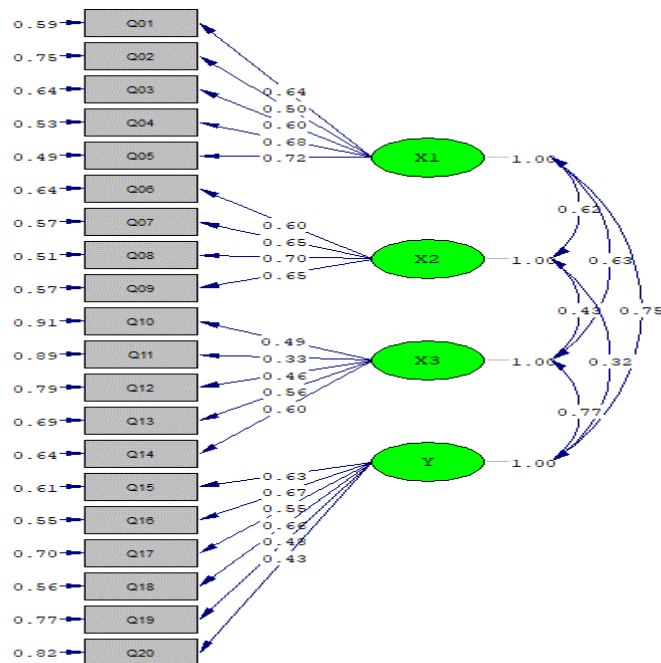 0.59 Q01
0.75 Q02
0.64 Q03
0.64
0.53 Q04
0.50
0.60
0.68
0.49 Q05
0.72 X1 1.00
0.64 Q06
0.62
0.57 Q07
0.60
0.65
0.51 Q08
0.70 X2 1.00 0.63
0.57 Q09
0.65
0.91 Q10
0.43 0.75
0.49
0.89 Q11
0.33 X3 1.00 0.32
0.79 Q12
0.46
0.56
0.69 Q13
0.60 0.77
0.64 Q14
Y 1.00
0.61 Q15
0.63
0.67
0.55 Q16
0.55
0.66
0.70 Q17
0.48
0.43
0.56 Q18
0.77 Q19
0.82 Q20